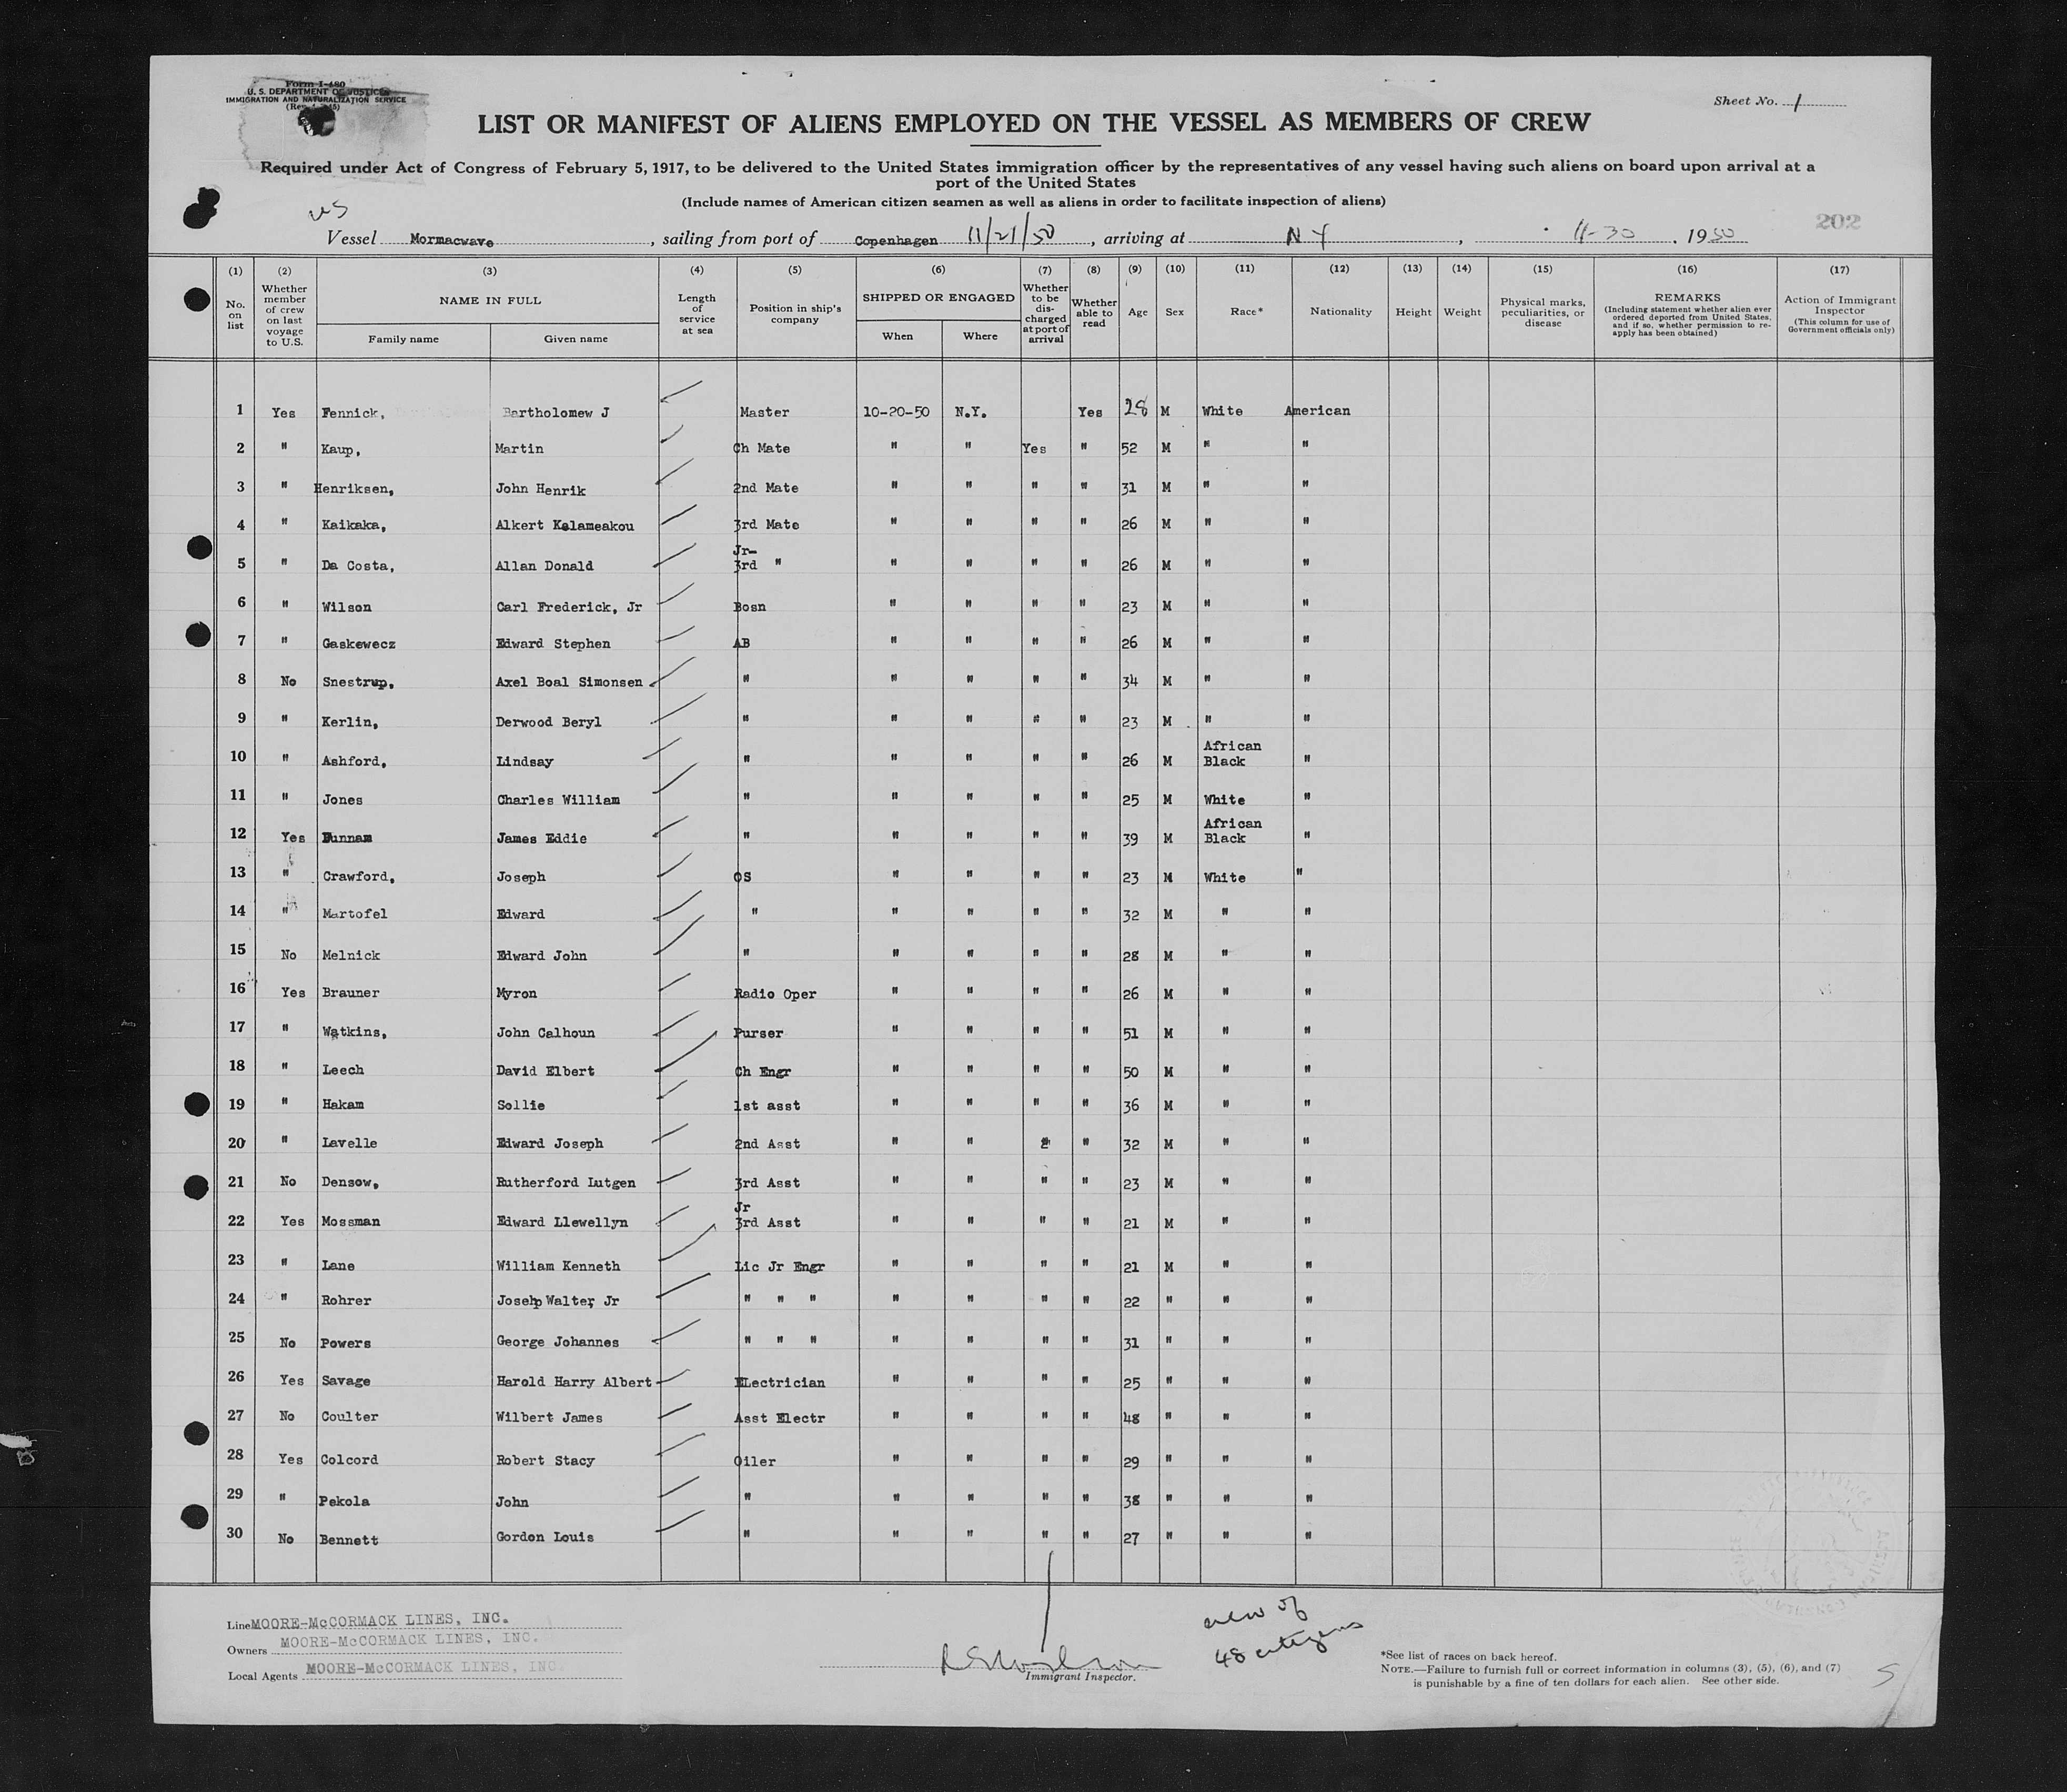 Form I-480
U. S. DEPARTMENT OF JUSTICE
IMMIGRATION AND NATURALIZATION SERVICE
Sheet No. 1
LIST OR MANIFEST OF ALIENS EMPLOYED ON THE VESSEL AS MEMBERS OF CREW
Required under Act of Congress of February 5, 1917, to be delivered to the United States immigration officer by the representatives of any vessel having such aliens on board upon arrival at a
port of the United States
(Include names of American citizen seamen as well as aliens in order to facilitate inspection of aliens)
202
Vessel Mormacwave, sailing from port of Copenhagen 11/21/50, arriving at NY, 11-30, 1950
(1) (2) (3) (4) (5) (6) (7) (8) (9) (10) (11) (12) (13) (14) (15) (16) (17)
No. on list
Whether member of crew on last voyage to U.S.
NAME IN FULL
Family name
Given name
Length of service at sea
Position in ship's company
SHIPPED OR ENGAGED
When
Where
Whether to be discharged at port of arrival
Whether able to read
Age
Sex
Race*
Nationality
Height
Weight
Physical marks, peculiarities, or disease
REMARKS
(Including statement whether alien ever ordered deported from United States, and if so, whether permission to re-apply has been obtained)
Action of Immigrant Inspector
(This column for use of Government officials only)
1 Yes Fennick, Bartholomew J Master 10-20-50 N.Y. Yes 28 M White American
2 " Kaup, Martin Ch Mate " " Yes " 52 M " "
3 " Henriksen, John Henrik 2nd Mate " " " " 31 M " "
4 " Kaikaka, Alkert Kalameakou 3rd Mate " " " " 26 M " "
5 " Da Costa, Allan Donald Jr- 3rd " " " " " 26 M " "
6 " Wilson Carl Frederick, Jr Bosn " " " " 23 M " "
7 " Gaskewecz Edward Stephen AB " " " " 26 M " "
8 No Snestrup, Axel Boal Simonsen " " " " " 34 M " "
9 " Kerlin, Derwood Beryl " " " " " 23 M " "
10 " Ashford, Lindsay " " " " " 26 M African Black "
11 " Jones Charles William " " " " " 25 M White "
12 Yes Dunnam James Eddie " " " " " 39 M African Black "
13 " Crawford, Joseph OS " " " " 23 M White "
14 " Martofel Edward " " " " " 32 M " "
15 No Melnick Edward John " " " " " 28 M " "
16 Yes Brauner Myron Radio Oper " " " " 26 M " "
17 " Watkins, John Calhoun Purser " " " " 51 M " "
18 " Leech David Elbert Ch Engr " " " " 50 M " "
19 " Hakam Sollie 1st asst " " " " 36 M " "
20 " Lavelle Edward Joseph 2nd Asst " " " " 32 M " "
21 No Densow, Rutherford Lutgen 3rd Asst " " " " 23 M " "
22 Yes Mossman Edward Llewellyn Jr 3rd Asst " " " " 21 M " "
23 " Lane William Kenneth Lic Jr Engr " " " " 21 M " "
24 " Rohrer Josehp Walter, Jr " " " " " " " 22 " " "
25 No Powers George Johannes " " " " " " " 31 " " "
26 Yes Savage Harold Harry Albert ELectrician " " " " 25 " " "
27 No Coulter Wilbert James Asst Electr " " " " 48 " " "
28 Yes Colcord Robert Stacy Oiler " " " " 29 " " "
29 " Pekola John " " " " " 38 " " "
30 No Bennett Gordon Louis " " " " " 27 " " "
Line MOORE-McCORMACK LINES, INC.
Owners MOORE-McCORMACK LINES, INC.
Local Agents MOORE-McCORMACK LINES, INC.
Immigrant Inspector.
crew of
48 citizens
*See list of races on back hereof.
NOTE.—Failure to furnish full or correct information in columns (3), (5), (6), and (7)
is punishable by a fine of ten dollars for each alien. See other side.